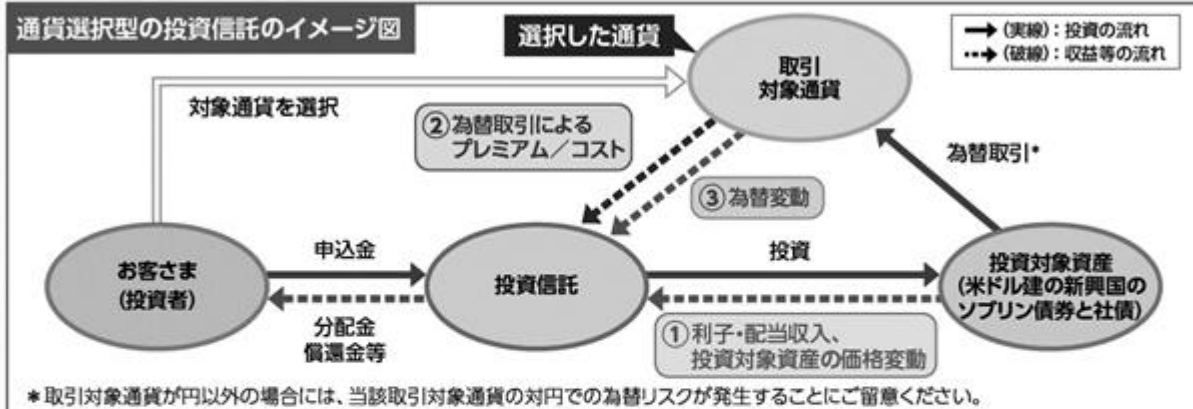 通貨選択型の投資信託のイメージ図
選択した通貨
取引
対象通貨
(実線):投資の流れ
(破線):収益等の流れ
対象通貨を選択
②為替取引による
プレミアム/コスト
為替取引*
③為替変動
お客さま
(投資者)
申込金
分配金
償還金等
投資信託
投資
投資対象資産
(米ドル建の新興国の
ソブリン債券と社債)
①利子・配当収入、
投資対象資産の価格変動
*取引対象通貨が円以外の場合には、当該取引対象通貨の対円での為替リスクが発生することにご留意ください。